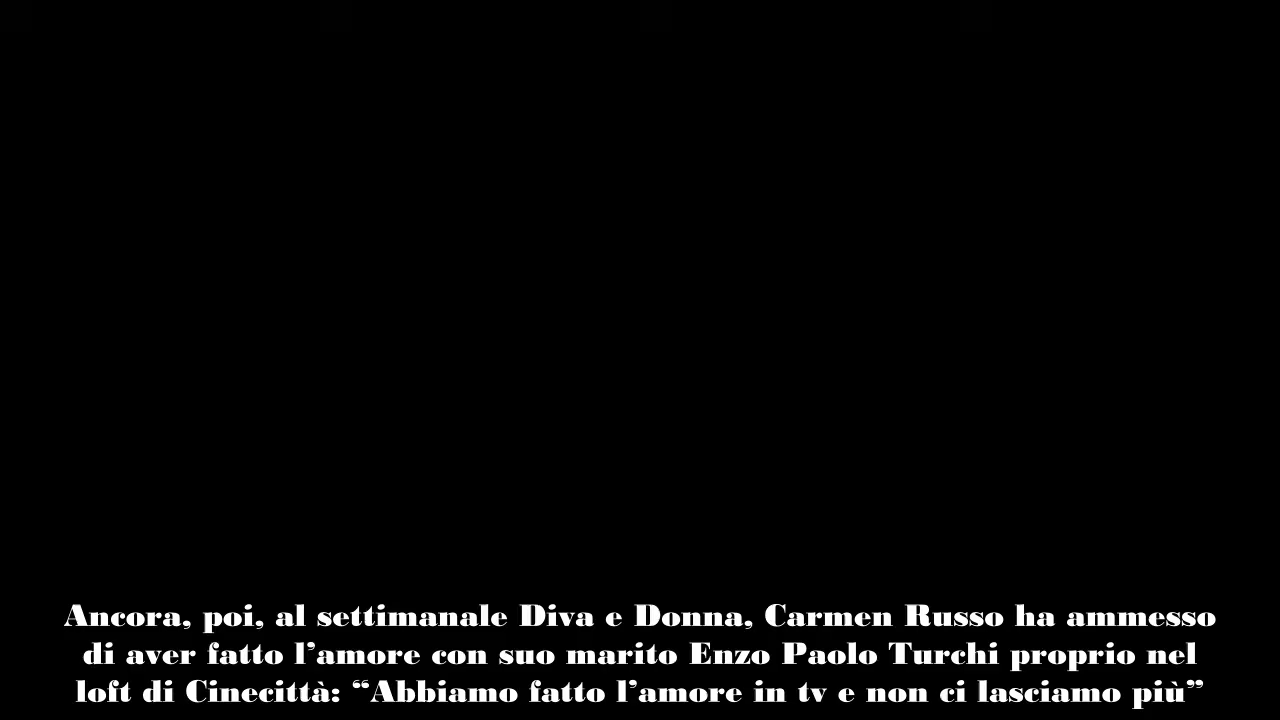 Ancora, poi, al settimanale Diva e Donna, Carmen Russo ha ammesso
di aver fatto l’amore con suo marito Enzo Paolo Turchi proprio nel
loft di Cinecittà: “Abbiamo fatto l’amore in tv e non ci lasciamo più”